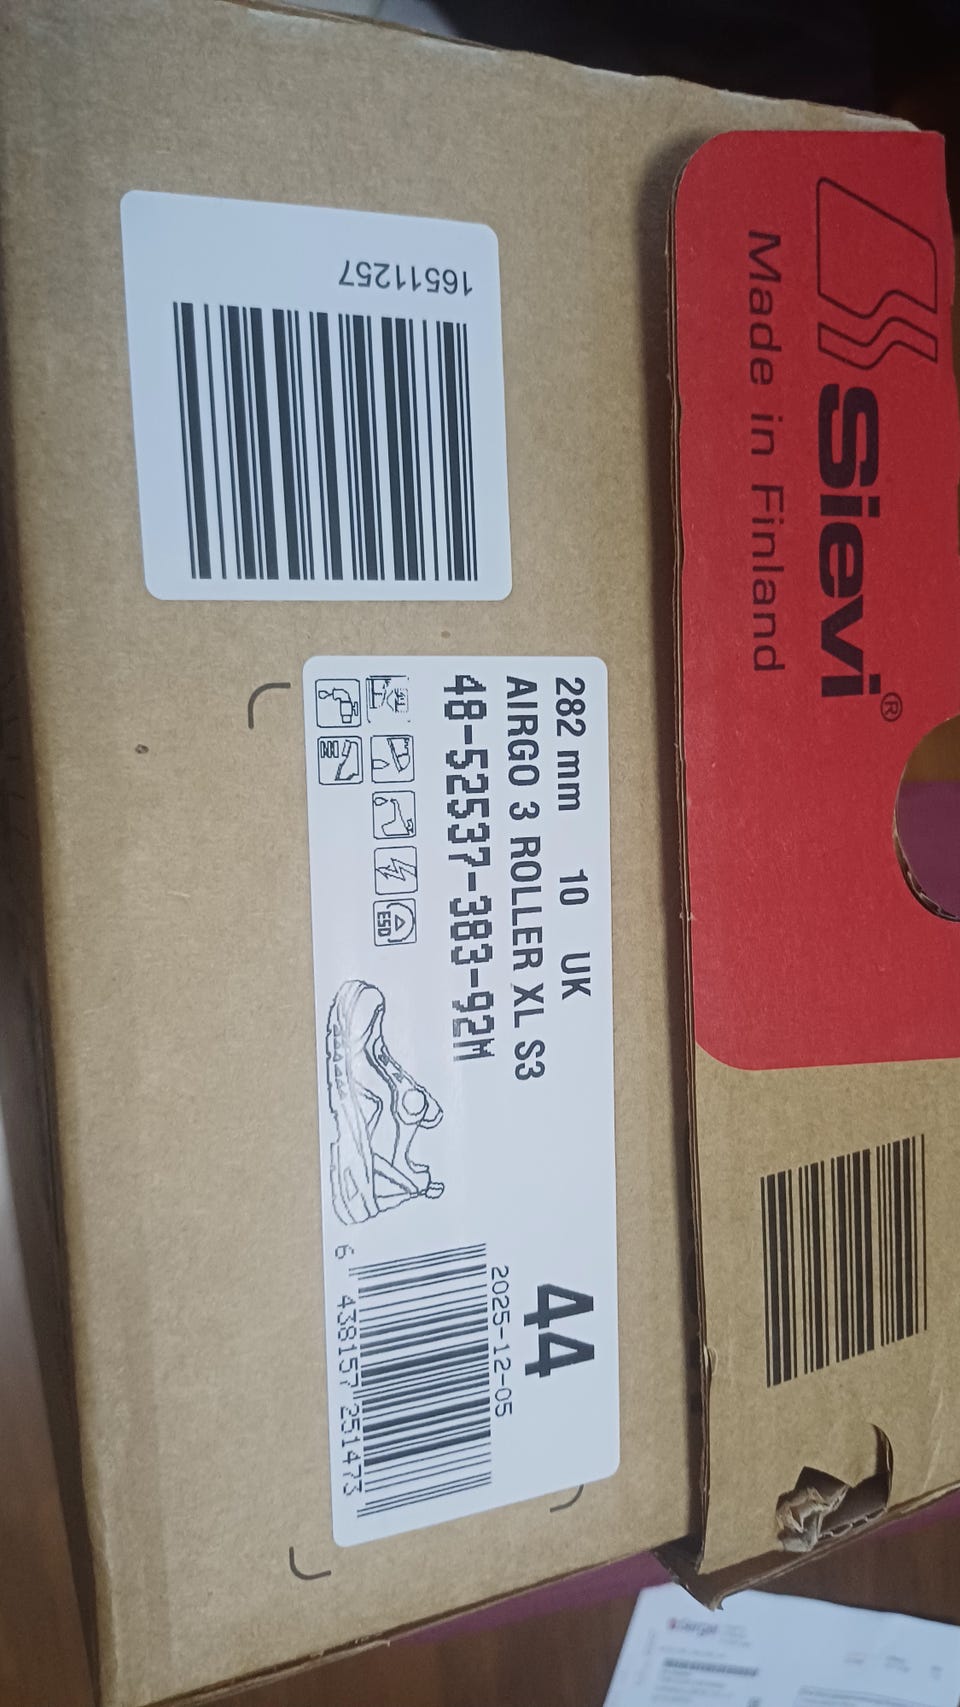 Sievi®
Made in Finland
16511257
282 mm 10 UK
44
AIRGO 3 ROLLER XL S3
2025-12-05
48-52537-383-92M
ESD
6 438157 251473